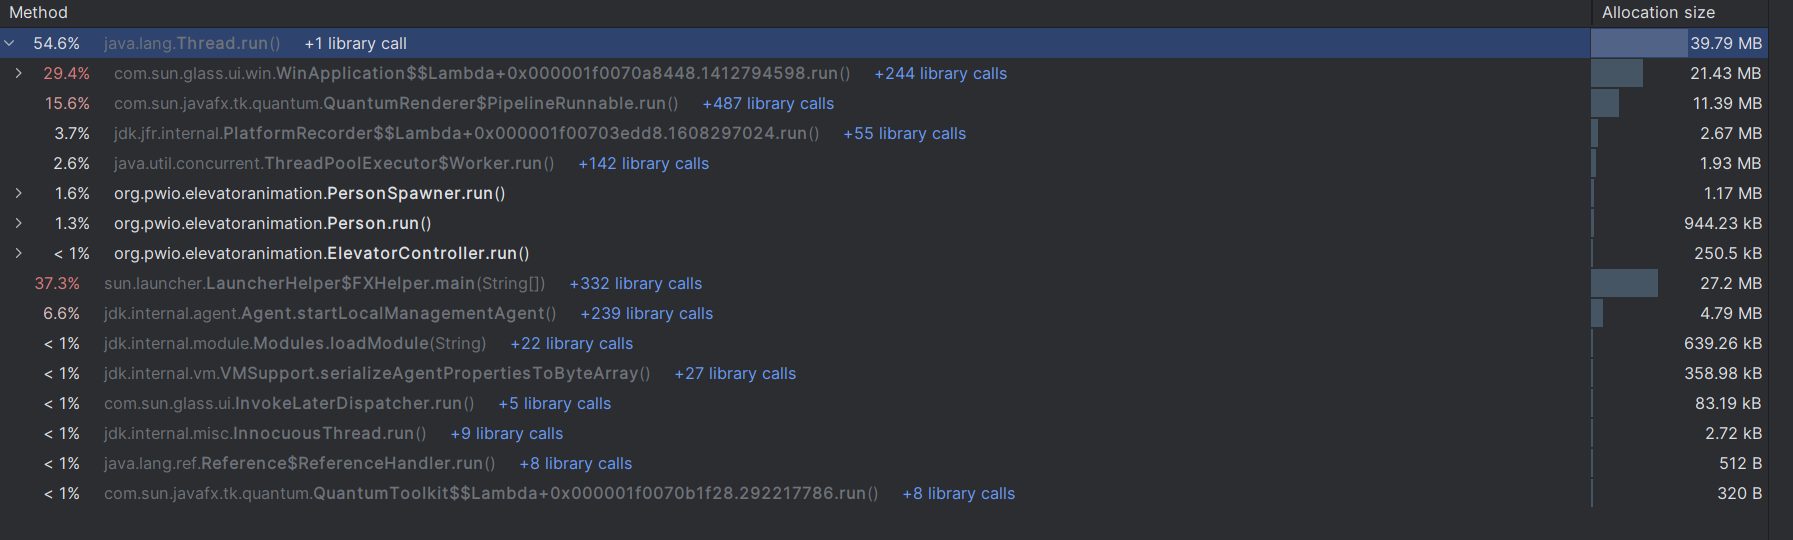 Method Allocation size
54.6% java.lang.Thread.run() +1 library call 39.79 MB
29.4% com.sun.glass.ui.win.WinApplication$$Lambda+0x000001f0070a8448.1412794598.run() +244 library calls 21.43 MB
15.6% com.sun.javafx.tk.quantum.QuantumRenderer$PipelineRunnable.run() +487 library calls 11.39 MB
3.7% jdk.jfr.internal.PlatformRecorder$$Lambda+0x000001f00703edd8.1608297024.run() +55 library calls 2.67 MB
2.6% java.util.concurrent.ThreadPoolExecutor$Worker.run() +142 library calls 1.93 MB
1.6% org.pwio.elevatoranimation.PersonSpawner.run() 1.17 MB
1.3% org.pwio.elevatoranimation.Person.run() 944.23 kB
< 1% org.pwio.elevatoranimation.ElevatorController.run() 250.5 kB
37.3% sun.launcher.LauncherHelper$FXHelper.main(String[]) +332 library calls 27.2 MB
6.6% jdk.internal.agent.Agent.startLocalManagementAgent() +239 library calls 4.79 MB
< 1% jdk.internal.module.Modules.loadModule(String) +22 library calls 639.26 kB
< 1% jdk.internal.vm.VMSupport.serializeAgentPropertiesToByteArray() +27 library calls 358.98 kB
< 1% com.sun.glass.ui.InvokeLaterDispatcher.run() +5 library calls 83.19 kB
< 1% jdk.internal.misc.InnocuousThread.run() +9 library calls 2.72 kB
< 1% java.lang.ref.Reference$ReferenceHandler.run() +8 library calls 512 B
< 1% com.sun.javafx.tk.quantum.QuantumToolkit$$Lambda+0x000001f0070b1f28.292217786.run() +8 library calls 320 B